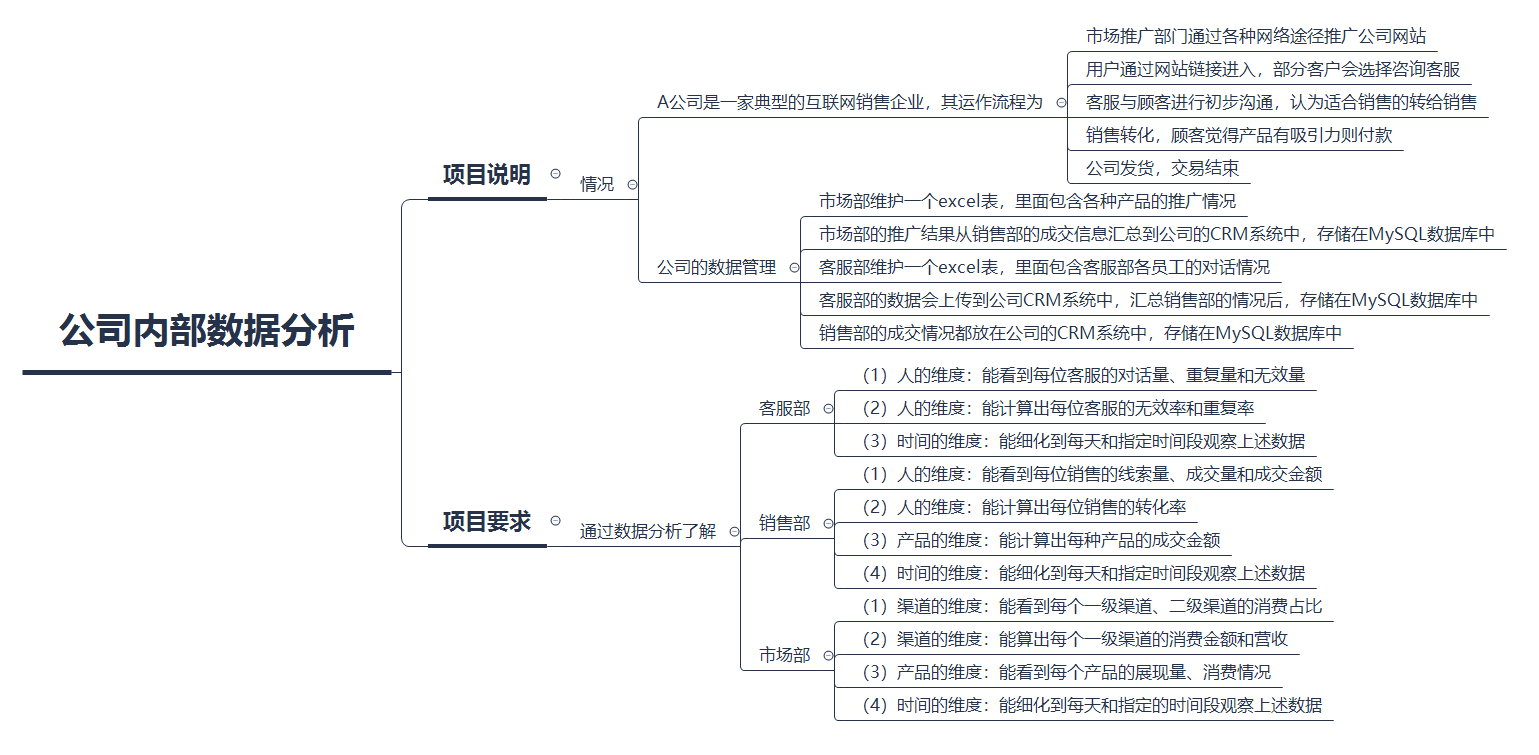 公司内部数据分析
项目说明
情况
A公司是一家典型的互联网销售企业，其运作流程为
市场推广部门通过各种网络途径推广公司网站
用户通过网站链接进入，部分客户会选择咨询客服
客服与顾客进行初步沟通，认为适合销售的转给销售
销售转化，顾客觉得产品有吸引力则付款
公司发货，交易结束
公司的数据管理
市场部维护一个excel表，里面包含各种产品的推广情况
市场部的推广结果从销售部的成交信息汇总到公司的CRM系统中，存储在MySQL数据库中
客服部维护一个excel表，里面包含客服部各员工的对话情况
客服部的数据会上传到公司CRM系统中，汇总销售部的情况后，存储在MySQL数据库中
销售部的成交情况都放在公司的CRM系统中，存储在MySQL数据库中
项目要求
通过数据分析了解
客服部
（1）人的维度：能看到每位客服的对话量、重复量和无效量
（2）人的维度：能计算出每位客服的无效率和重复率
（3）时间的维度：能细化到每天和指定时间段观察上述数据
销售部
（1）人的维度：能看到每位销售的线索量、成交量和成交金额
（2）人的维度：能计算出每位销售的转化率
（3）产品的维度：能计算出每种产品的成交金额
（4）时间的维度：能细化到每天和指定时间段观察上述数据
市场部
（1）渠道的维度：能看到每个一级渠道、二级渠道的消费占比
（2）渠道的维度：能算出每个一级渠道的消费金额和营收
（3）产品的维度：能看到每个产品的展现量、消费情况
（4）时间的维度：能细化到每天和指定的时间段观察上述数据